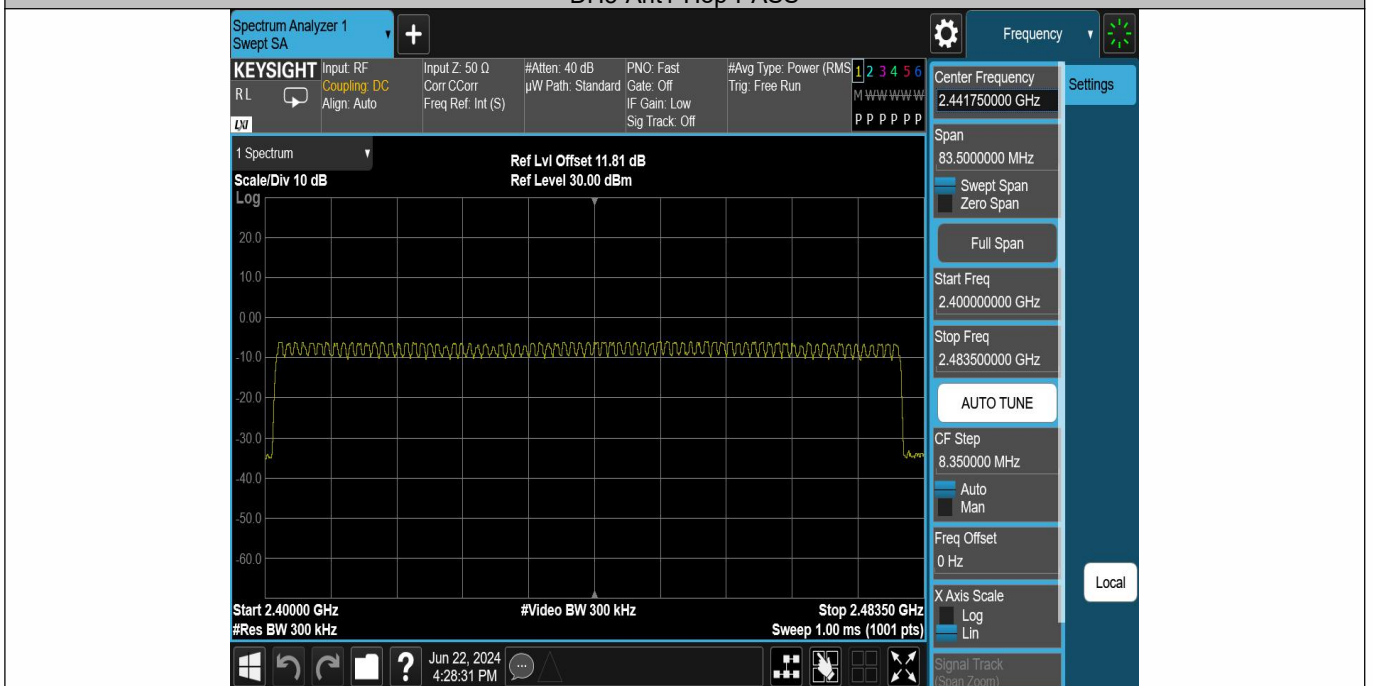 Spectrum Analyzer 1
Swept SA
+
Frequency
KEYSIGHT
RL
LXI
Input: RF
Coupling: DC
Align: Auto
Input Z: 50 Ω
Corr CCorr
Freq Ref: Int (S)
#Atten: 40 dB
µW Path: Standard
PNO: Fast
Gate: Off
IF Gain: Low
Sig Track: Off
#Avg Type: Power (RMS
Trig: Free Run
1 2 3 4 5 6
M W W W W W
P P P P P P
1 Spectrum
Scale/Div 10 dB
Log
Ref Lvl Offset 11.81 dB
Ref Level 30.00 dBm
20.0
10.0
0.00
-10.0
-20.0
-30.0
-40.0
-50.0
-60.0
Start 2.40000 GHz
#Res BW 300 kHz
#Video BW 300 kHz
Stop 2.48350 GHz
Sweep 1.00 ms (1001 pts)
Center Frequency
2.441750000 GHz
Span
83.5000000 MHz
Swept Span
Zero Span
Full Span
Start Freq
2.400000000 GHz
Stop Freq
2.483500000 GHz
AUTO TUNE
CF Step
8.350000 MHz
Auto
Man
Freq Offset
0 Hz
X Axis Scale
Log
Lin
Signal Track
(Span Zoom)
Settings
Local
?
Jun 22, 2024
4:28:31 PM